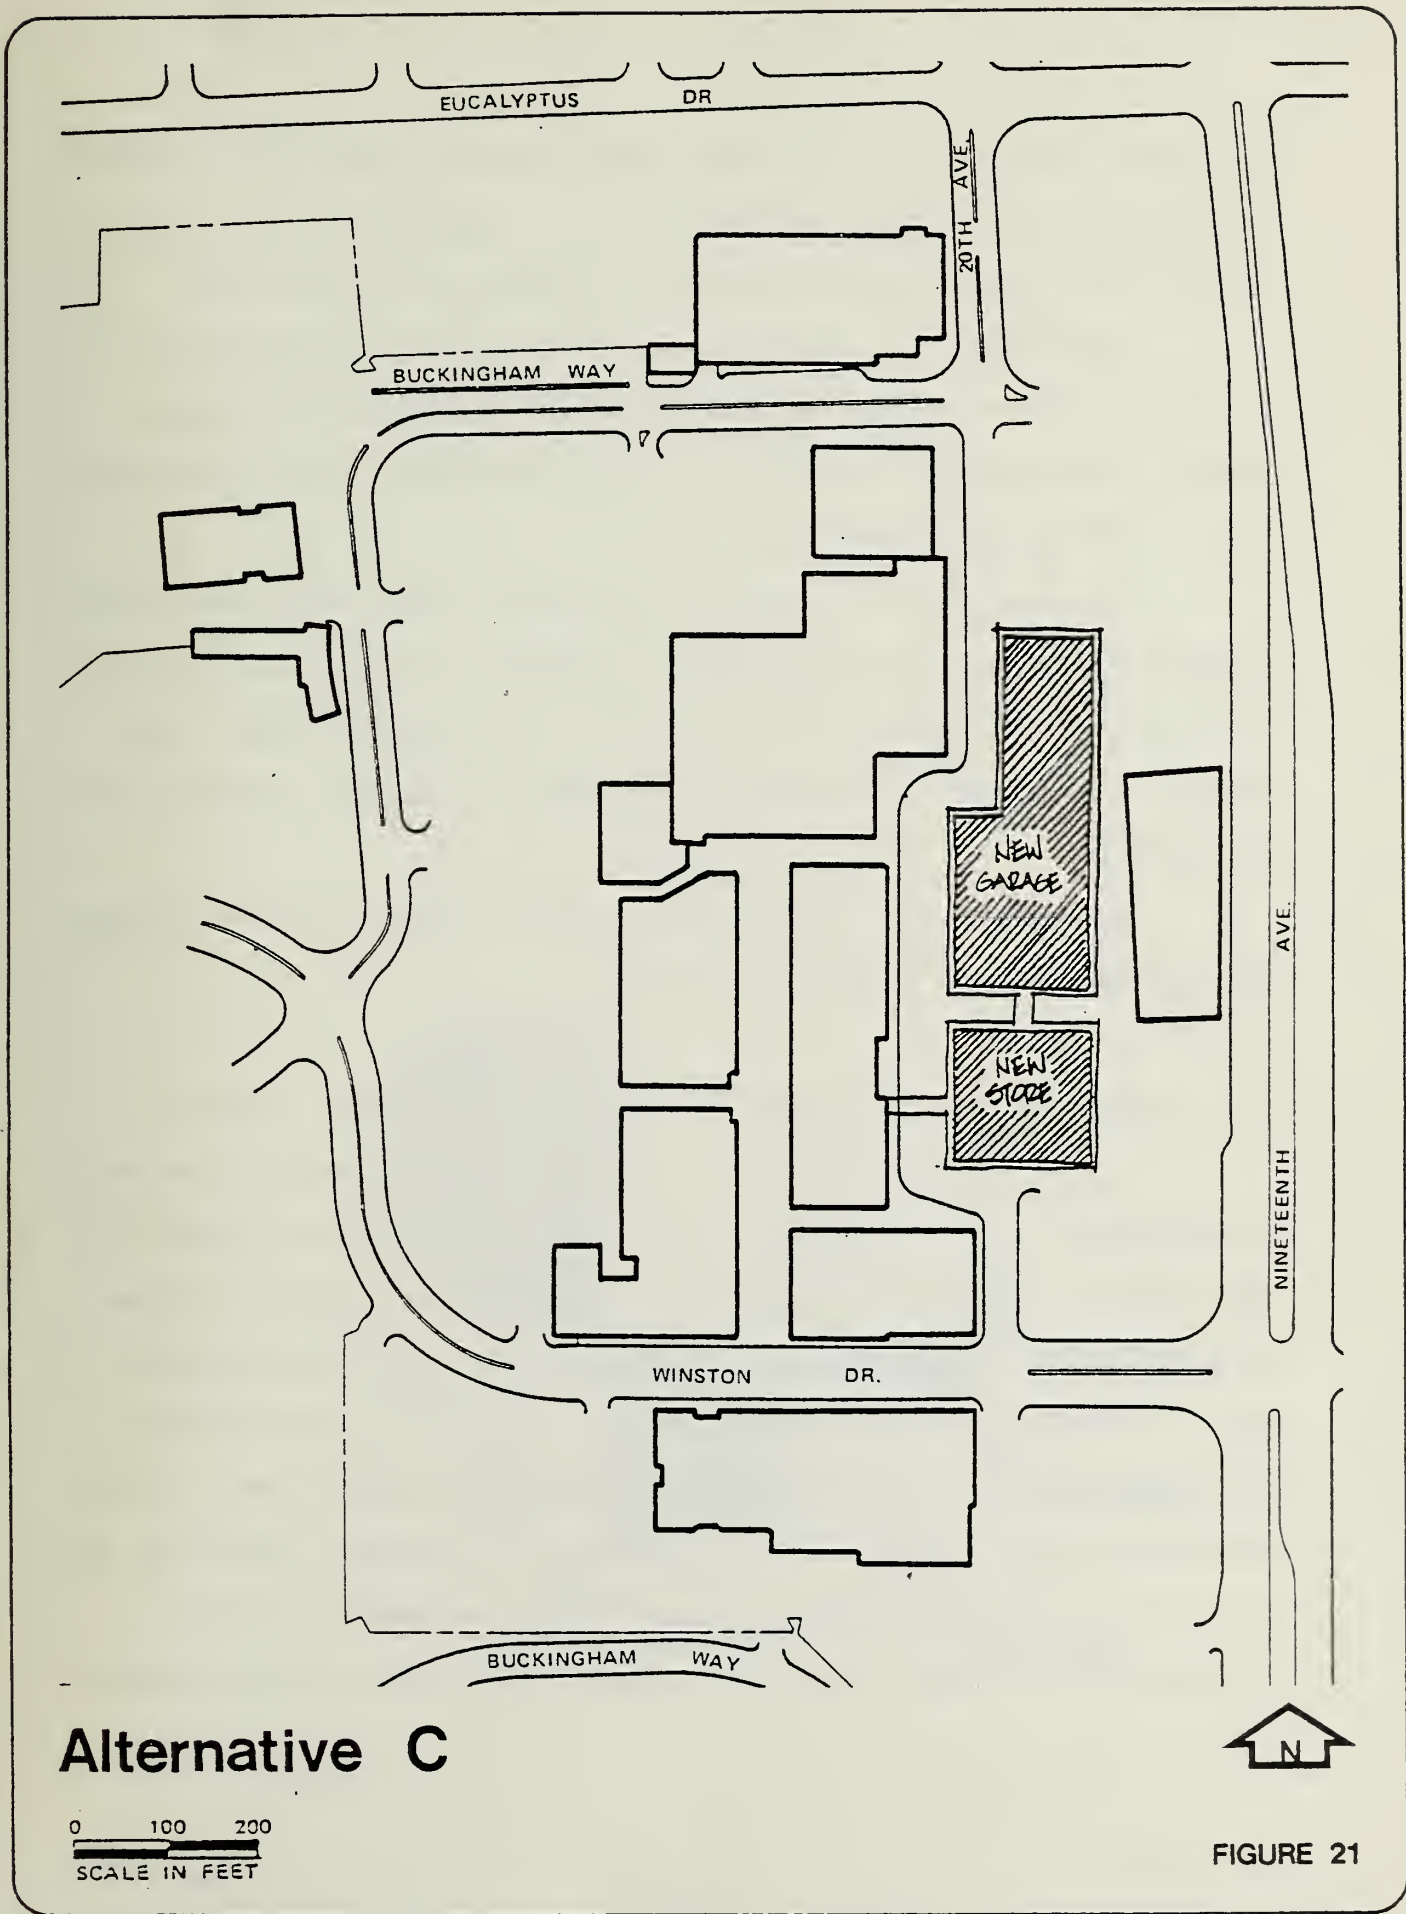 EUCALYPTUS DR
20TH AVE.
BUCKINGHAM WAY
NEW
GARAGE
AVE.
NEW
STORE
NINETEENTH
WINSTON DR.
BUCKINGHAM WAY
Alternative C
N
0 100 200
SCALE IN FEET
FIGURE 21